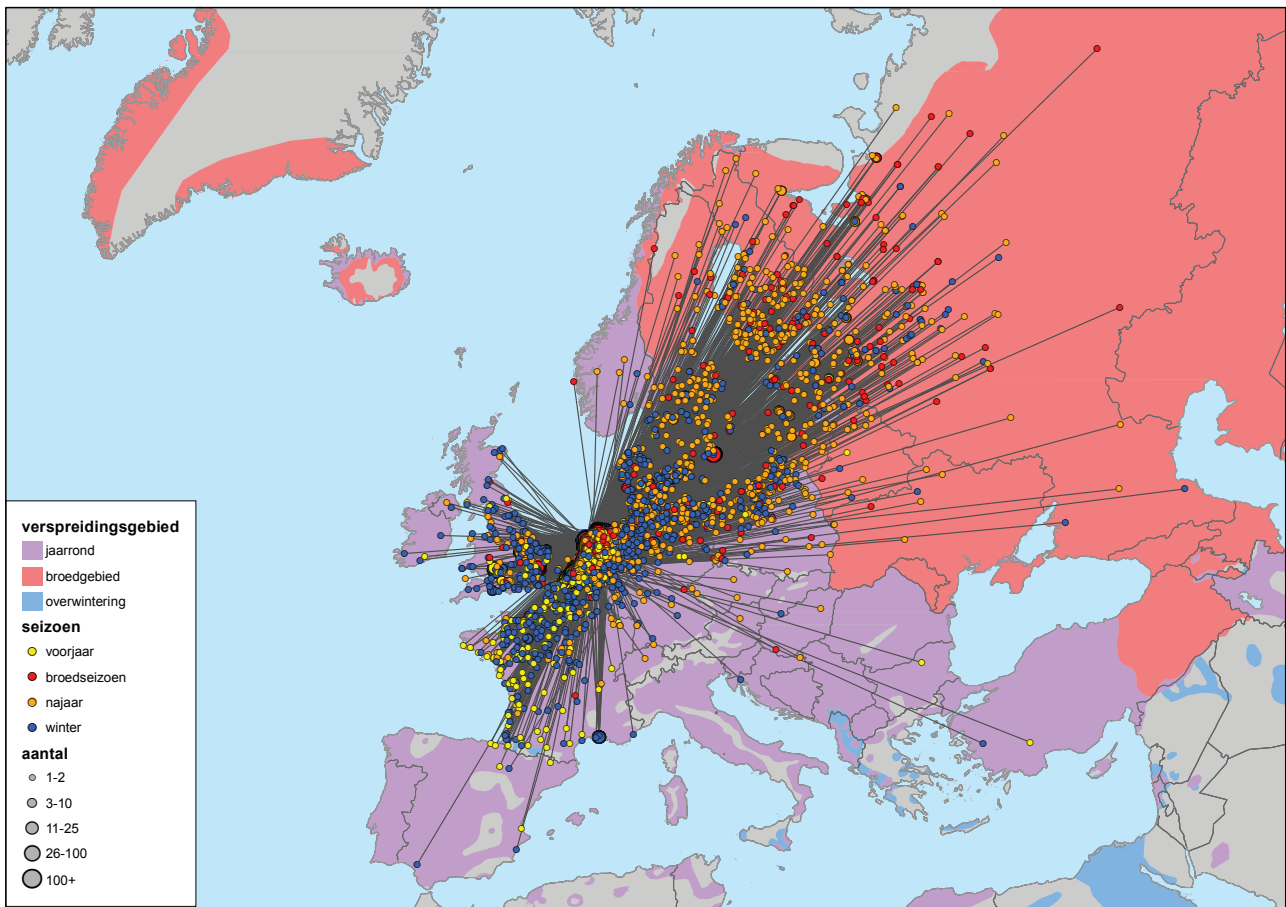 verspreidingsgebied
jaarrond
broedgebied
overwintering
seizoen
voorjaar
broedseizoen
najaar
winter
aantal
1-2
3-10
11-25
26-100
100+